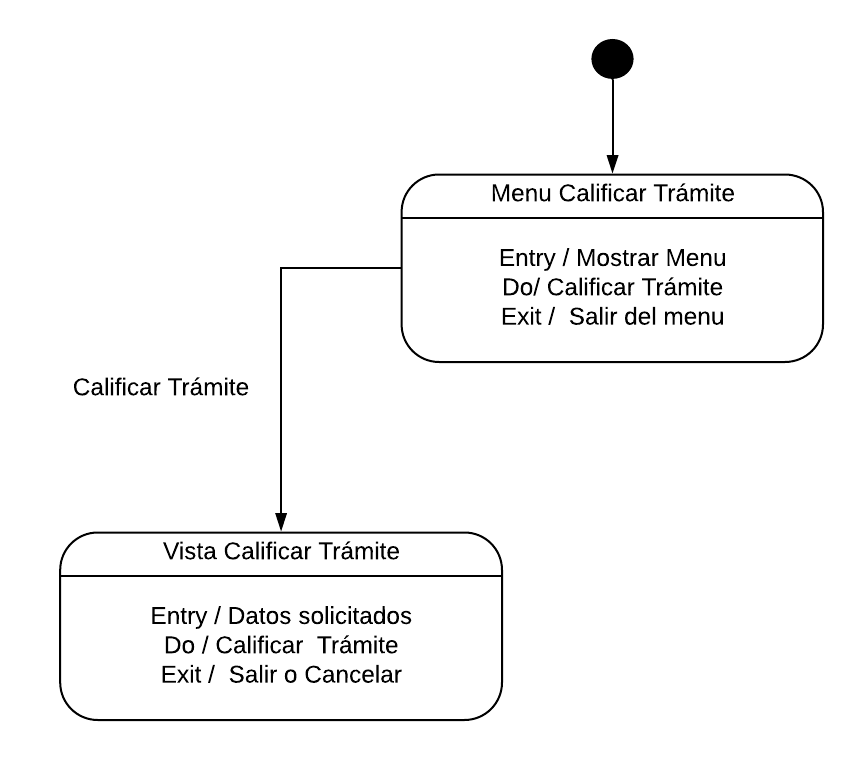 Menu Calificar Trámite
Entry / Mostrar Menu
Do/ Calificar Trámite
Exit /  Salir del menu
Calificar Trámite
Vista Calificar Trámite
Entry / Datos solicitados
Do / Calificar  Trámite
Exit /  Salir o Cancelar